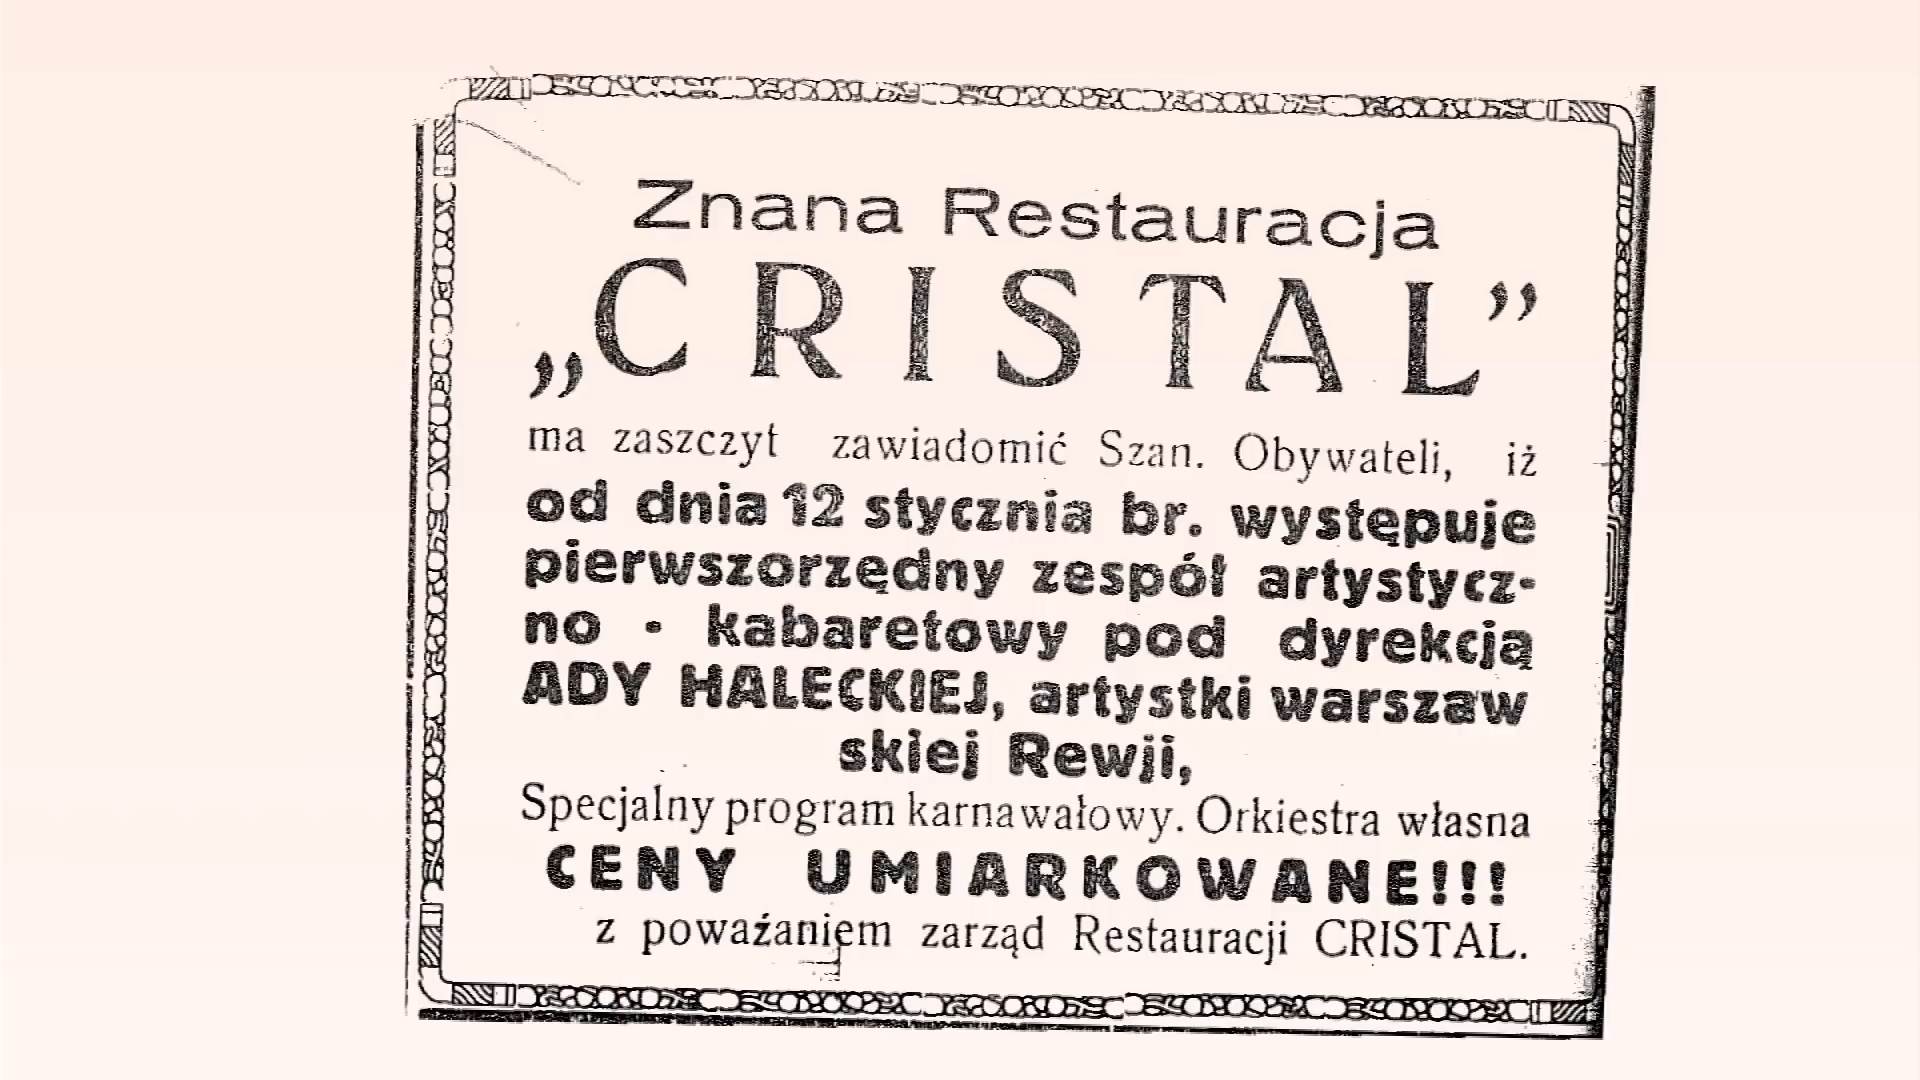 Znana Restauracja
„CRISTAL”
ma zaszczyt zawiadomić Szan. Obywateli, iż
od dnia 12 stycznia br. występuje
pierwszorzędny zespół artystycz-
no - kabaretowy pod dyrekcją
ADY HALECKIEJ, artystki warszaw
skiej Rewji,
Specjalny program karnawałowy. Orkiestra własna
CENY UMIARKOWANE!!!
z poważaniem zarząd Restauracji CRISTAL.